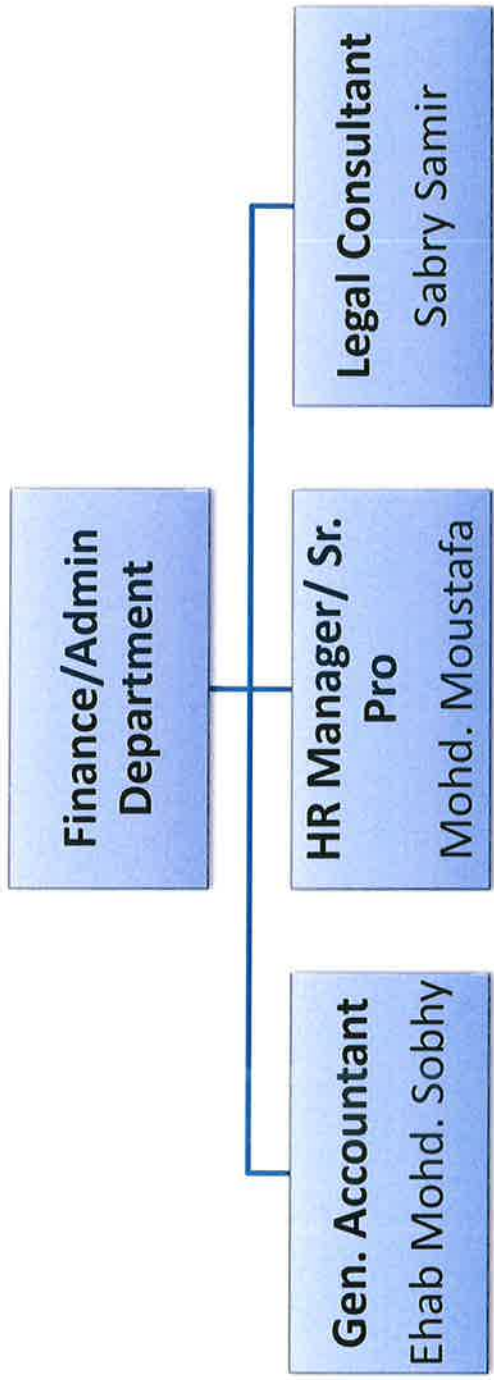 Finance/Admin
Department
Gen. Accountant
Ehab Mohd. Sobhy
HR Manager/ Sr.
Pro
Mohd. Moustafa
Legal Consultant
Sabry Samir